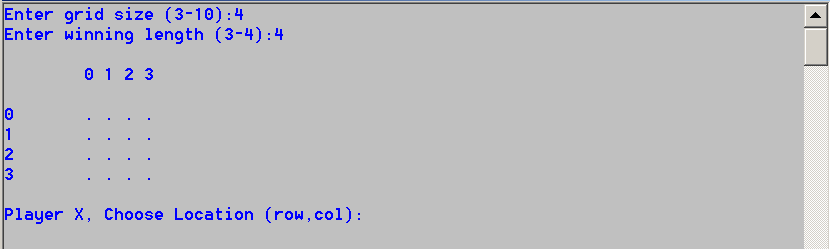 Enter grid size (3-10):4
Enter winning length (3-4):4
0 1 2 3
0 . . . .
1 . . . .
2 . . . .
3 . . . .
Player X, Choose Location (row,col):